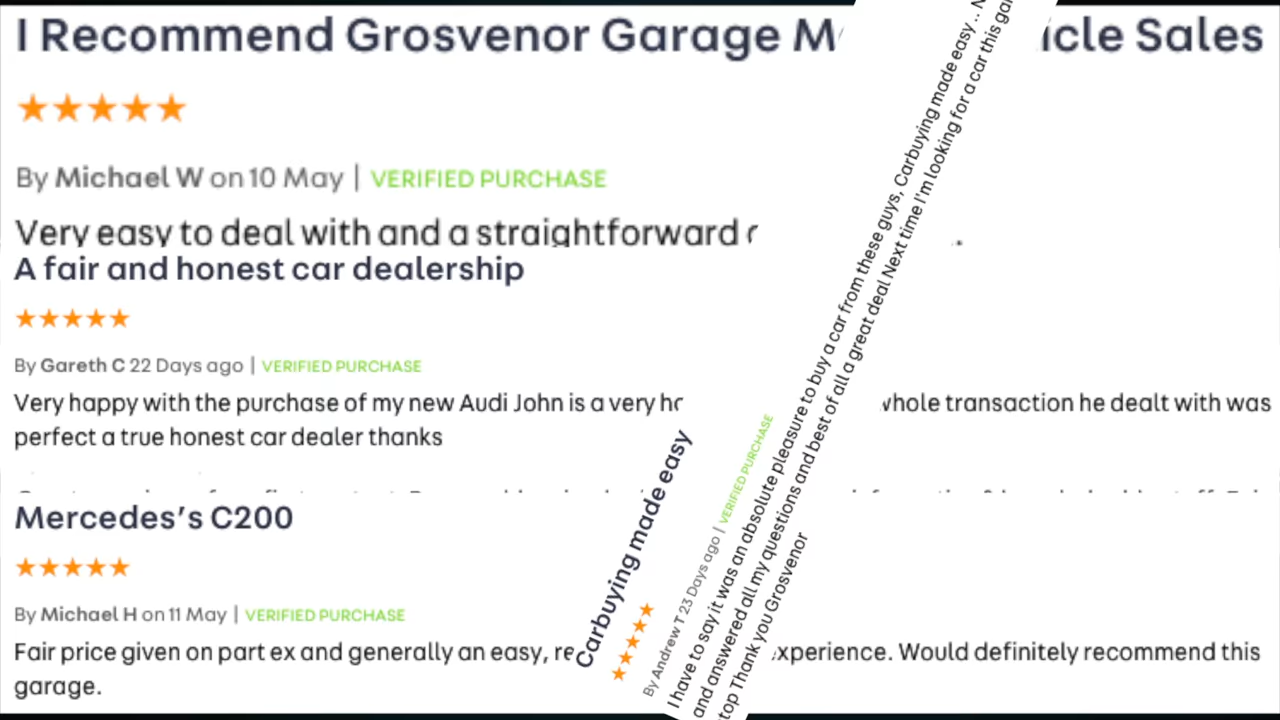 I Recommend Grosvenor Garage icle Sales
By Michael W on 10 May | VERIFIED PURCHASE
Very easy to deal with and a straightforward
A fair and honest car dealership
By Gareth C 22 Days ago | VERIFIED PURCHASE
Very happy with the purchase of my new Audi John is a very whole transaction he dealt with was
perfect a true honest car dealer thanks
Mercedes’s C200
By Michael H on 11 May | VERIFIED PURCHASE
Fair price given on part ex and generally an easy, experience. Would definitely recommend this
garage.
Carbuying made easy
By Andrew T 23 Days ago | VERIFIED PURCHASE
I have to say it was an absolute pleasure to buy a car from these guys, Carbuying made easy ..
and answered all my questions and best of all a great deal Next time I'm looking for a car this
top Thank you Grosvenor